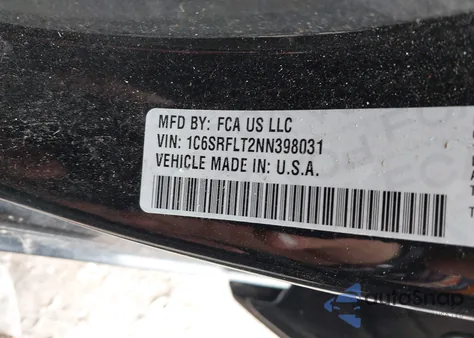 MFD BY: FCA US LLC
VIN: 1C6SRFLT2NN398031
VEHICLE MADE IN: U.S.A.
autoSnap